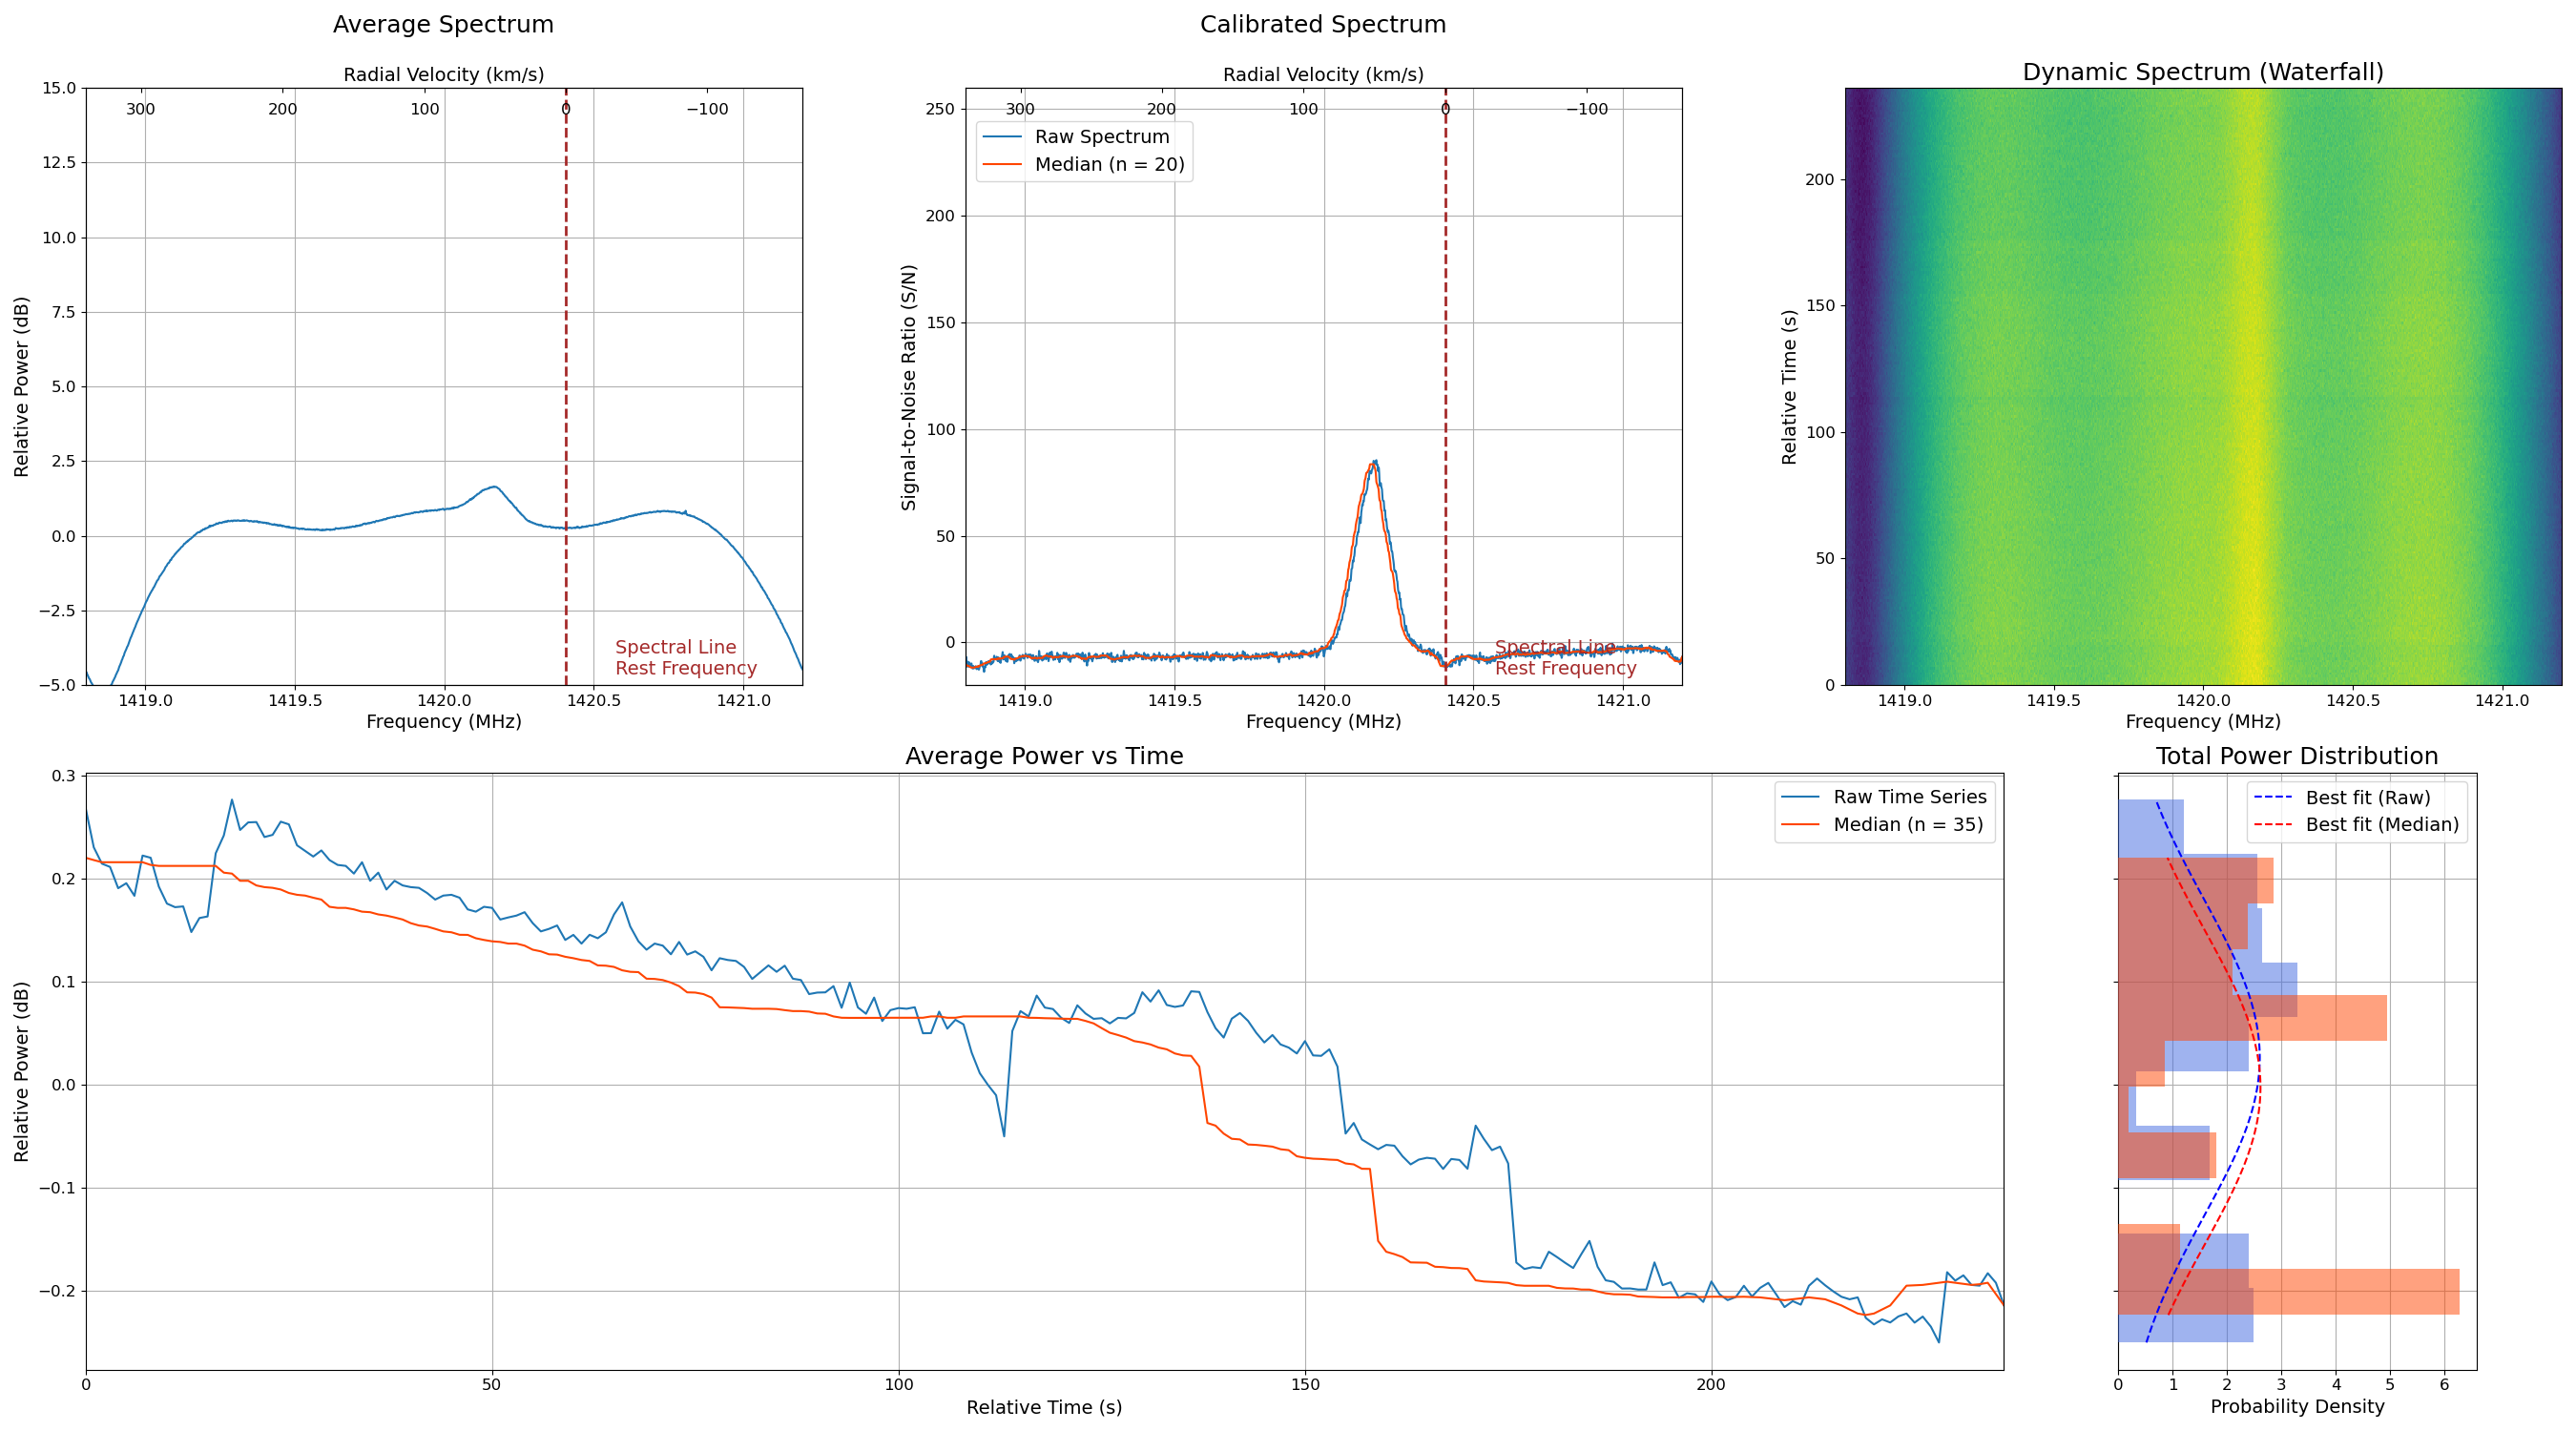 Average Spectrum
Radial Velocity (km/s)
300 200 100 0 −100
15.0
12.5
10.0
7.5
5.0
2.5
0.0
−2.5
−5.0
Relative Power (dB)
Spectral Line
Rest Frequency
1419.0 1419.5 1420.0 1420.5 1421.0
Frequency (MHz)
Calibrated Spectrum
Radial Velocity (km/s)
300 200 100 0 −100
Raw Spectrum
Median (n = 20)
250
200
150
100
50
0
Signal-to-Noise Ratio (S/N)
Spectral Line
Rest Frequency
1419.0 1419.5 1420.0 1420.5 1421.0
Frequency (MHz)
Dynamic Spectrum (Waterfall)
200
150
100
50
0
Relative Time (s)
1419.0 1419.5 1420.0 1420.5 1421.0
Frequency (MHz)
Average Power vs Time
0.3
0.2
0.1
0.0
−0.1
−0.2
Relative Power (dB)
Raw Time Series
Median (n = 35)
0 50 100 150 200
Relative Time (s)
Total Power Distribution
Best fit (Raw)
Best fit (Median)
0 1 2 3 4 5 6
Probability Density